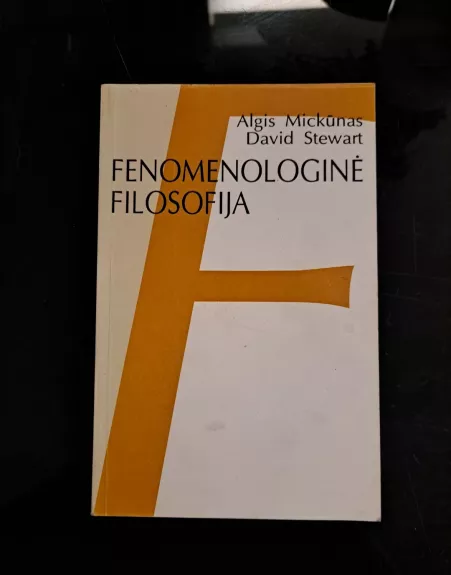 Algis Mickūnas
David Stewart
FENOMENOLOGINĖ
FILOSOFIJA